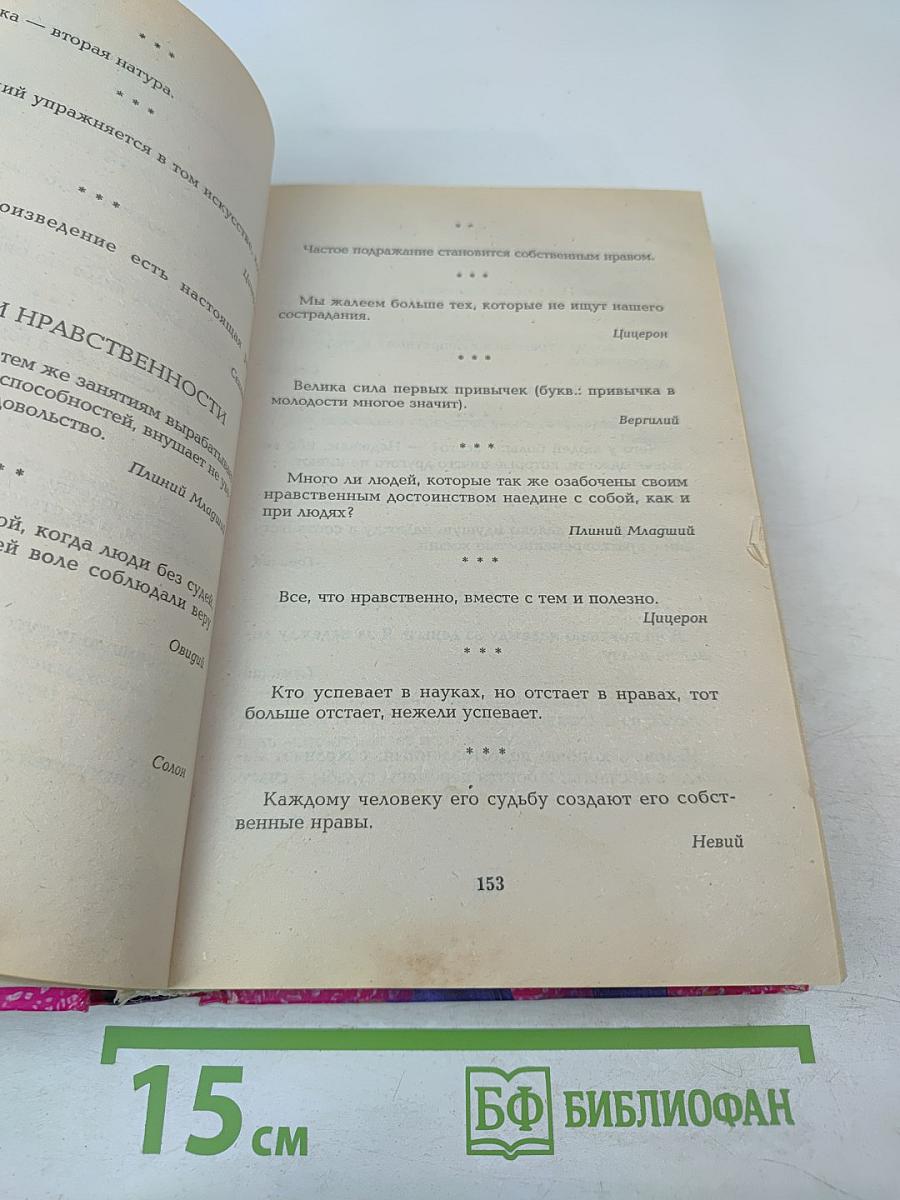 * * *
ка — вторая натура.
* * *
ий упражняется в том искусстве,
* * *
оизведение есть настоящая
И НРАВСТВЕННОСТИ
тем же занятиям вырабатывае
способностей, внушает не
довольство.
Плиний Младший
* *
ой, когда люди без судей,
ей воле соблюдали веру
Овидий
Солон
* *
Частое подражание становится собственным нравом.
* * *
Мы жалеем больше тех, которые не ищут нашего
сострадания.
Цицерон
* * *
Велика сила первых привычек (букв.: привычка в
молодости многое значит).
Вергилий
* * *
Много ли людей, которые так же озабочены своим
нравственным достоинством наедине с собой, как и
при людях?
Плиний Младший
* * *
Все, что нравственно, вместе с тем и полезно.
Цицерон
* * *
Кто успевает в науках, но отстает в нравах, тот
больше отстает, нежели успевает.
* * *
Каждому человеку его судьбу создают его собст-
венные нравы.
Невий
153
15 см
БФ БИБЛИОФАН